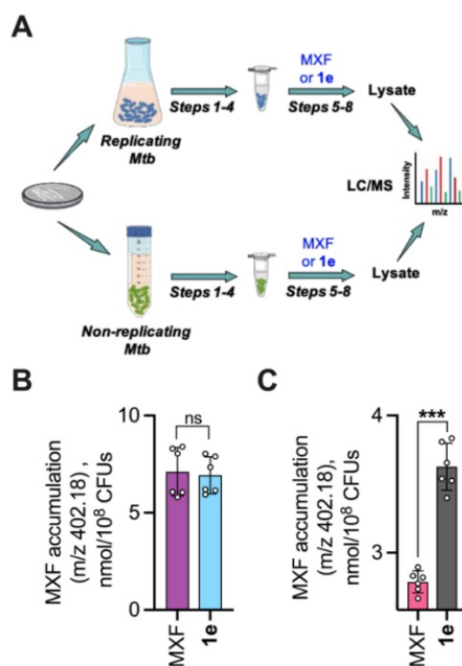 A
MXF
or 1e
Steps 1-4
Steps 5-8
Lysate
Replicating
Mtb
LC/MS
Intensity
m/z
MXF
or 1e
Steps 1-4
Steps 5-8
Lysate
Non-replicating
Mtb
B
MXF accumulation
(m/z 402.18) ,
nmol/10⁸ CFUs
10
5
0
ns
MXF
1e
C
MXF accumulation
(m/z 402.18) ,
nmol/10⁸ CFUs
4
3
***
MXF
1e